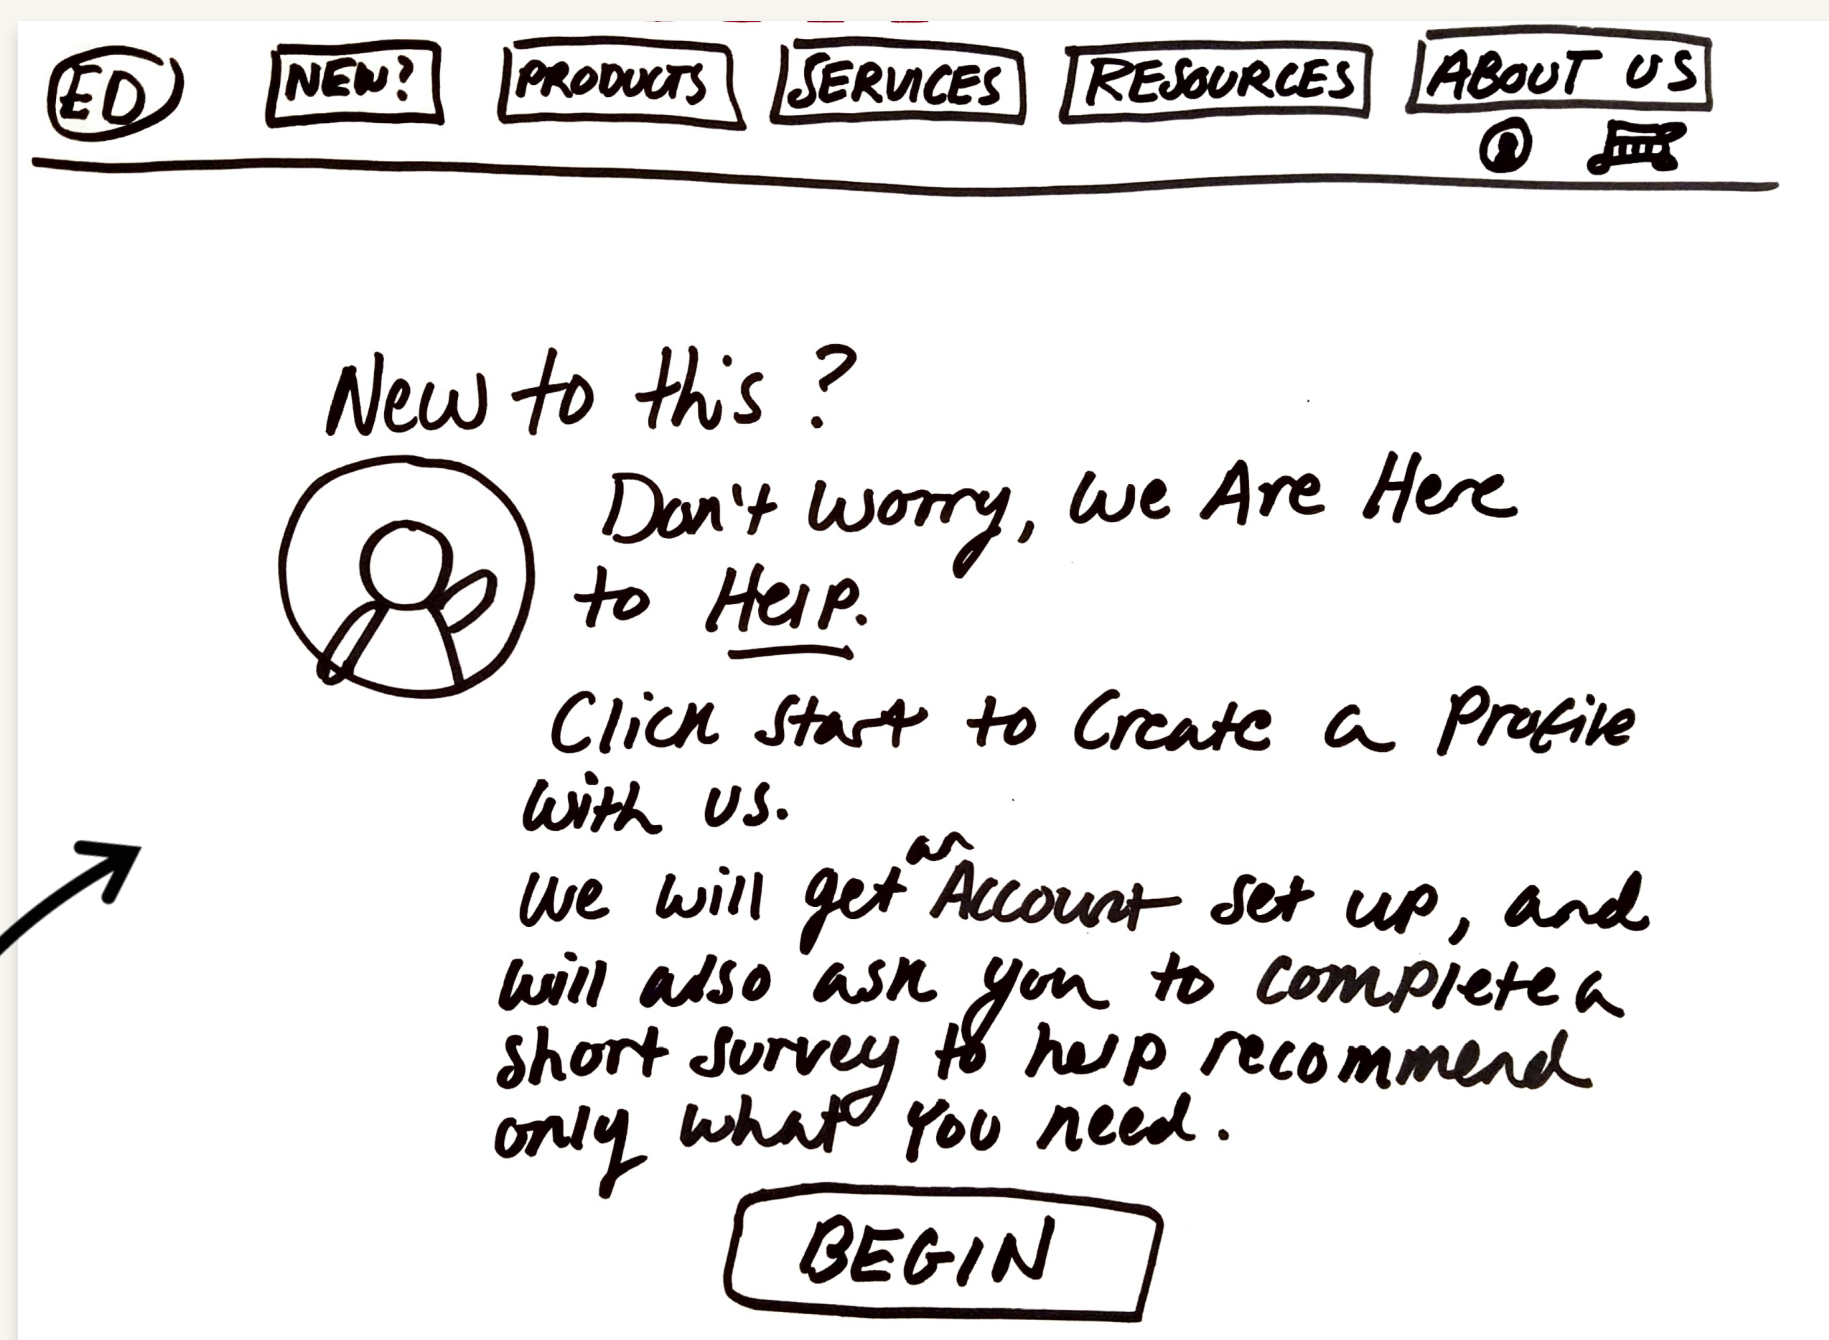 ED NEW? PRODUCTS SERVICES RESOURCES ABOUT US
New to this?
Don't worry, We Are Here
to Help.
Click Start to Create a Profile
with us.
We will get an Account set up, and
will also ask you to complete a
short survey to help recommend
only what you need.
BEGIN